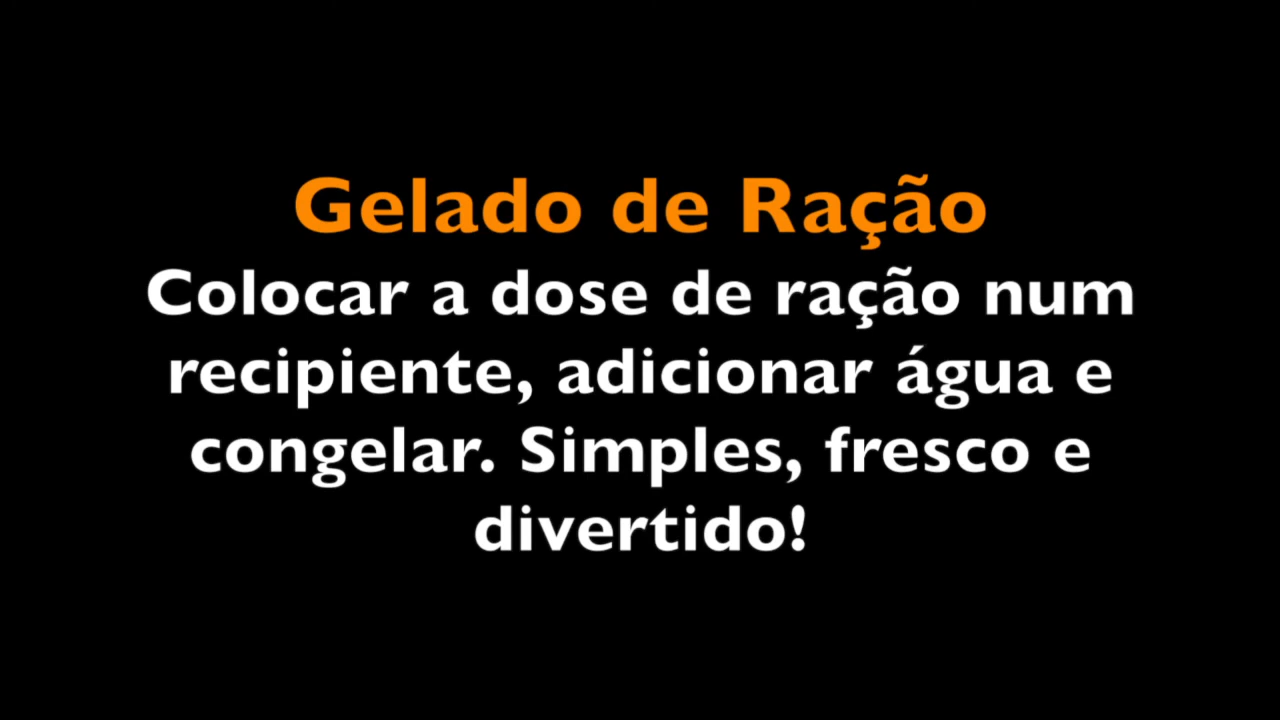 Gelado de Ração
Colocar a dose de ração num
recipiente, adicionar água e
congelar. Simples, fresco e
divertido!